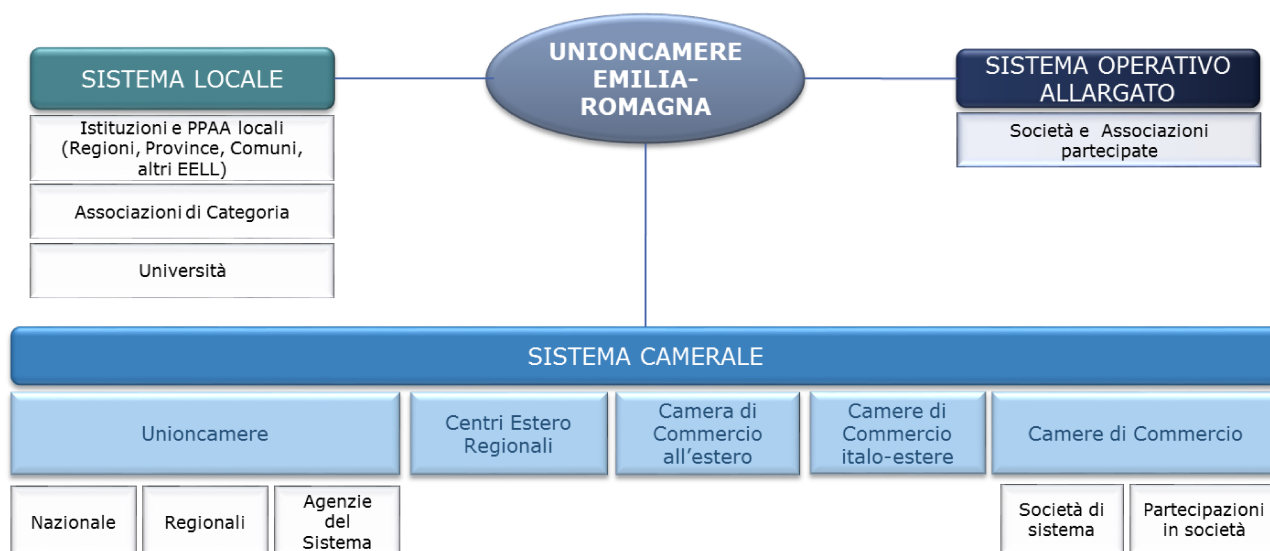 UNIONCAMERE
EMILIA-
ROMAGNA
SISTEMA LOCALE
Istituzioni e PPAA locali
(Regioni, Province, Comuni,
altri EELL)
Associazioni di Categoria
Università
SISTEMA OPERATIVO
ALLARGATO
Società e Associazioni
partecipate
SISTEMA CAMERALE
Unioncamere
Centri Estero
Regionali
Camera di
Commercio
all'estero
Camere di
Commercio
italo-estere
Camere di Commercio
Nazionale
Regionali
Agenzie
del
Sistema
Società di
sistema
Partecipazioni
in società